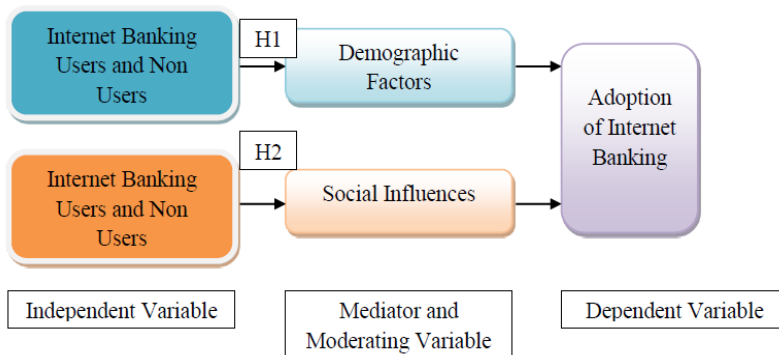 Internet Banking
Users and Non
Users
H1
Demographic
Factors
Adoption
of Internet
Banking
Internet Banking
Users and Non
Users
H2
Social Influences
Independent Variable
Mediator and
Moderating Variable
Dependent Variable